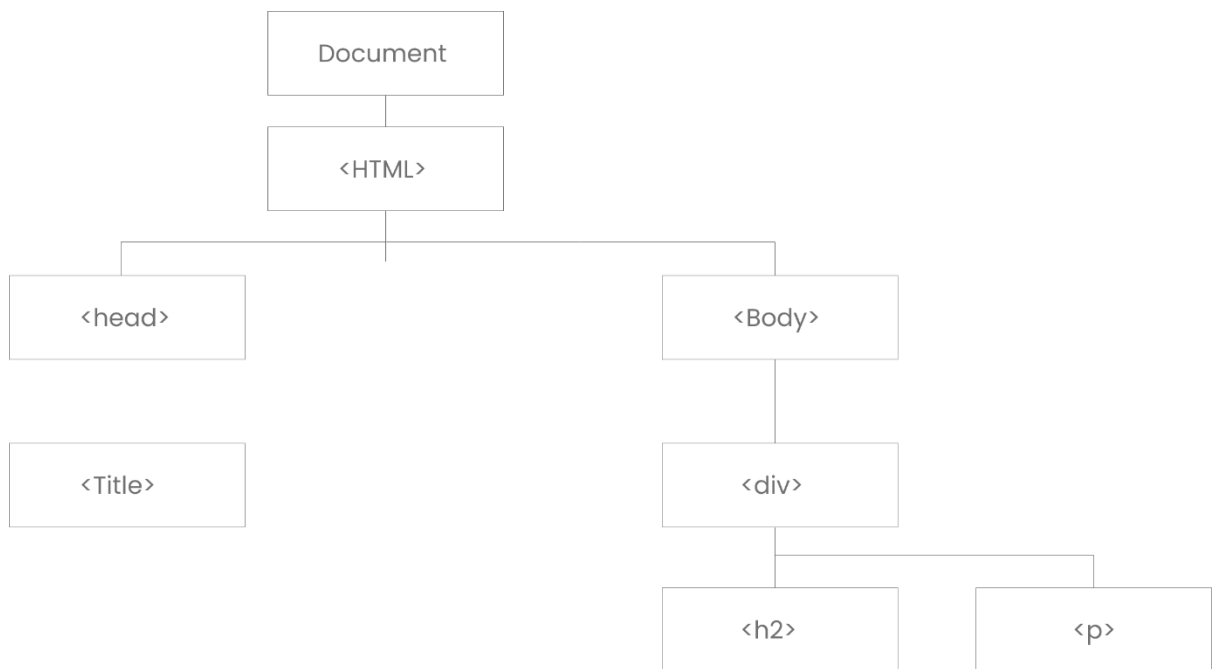 Document
<HTML>
<head>
<Body>
<Title>
<div>
<h2>
<p>